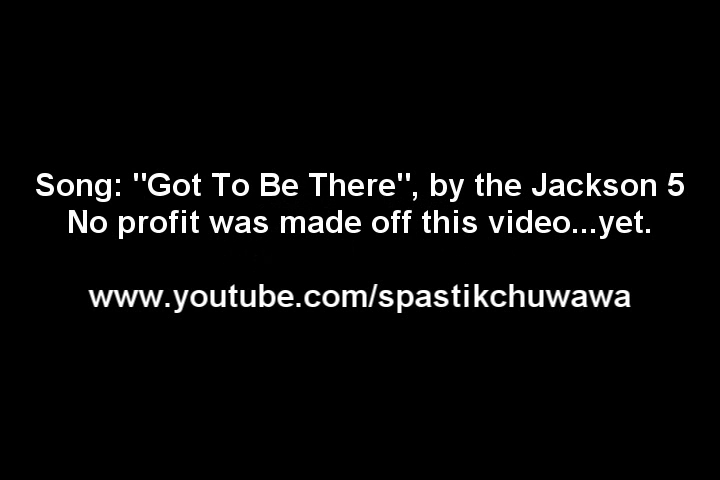 Song: "Got To Be There", by the Jackson 5
No profit was made off this video...yet.
www.youtube.com/spastikchuwawa